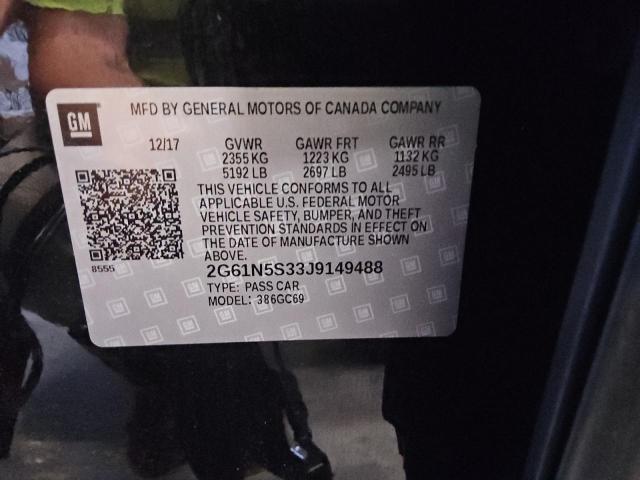 GM
MFD BY GENERAL MOTORS OF CANADA COMPANY
12/17 GVWR GAWR FRT GAWR RR
2355 KG 1223 KG 1132 KG
5192 LB 2697 LB 2495 LB
THIS VEHICLE CONFORMS TO ALL
APPLICABLE U.S. FEDERAL MOTOR
VEHICLE SAFETY, BUMPER, AND THEFT
PREVENTION STANDARDS IN EFFECT ON
THE DATE OF MANUFACTURE SHOWN
ABOVE.
8555
2G61N5S33J9149488
TYPE: PASS CAR
MODEL: 386GC69